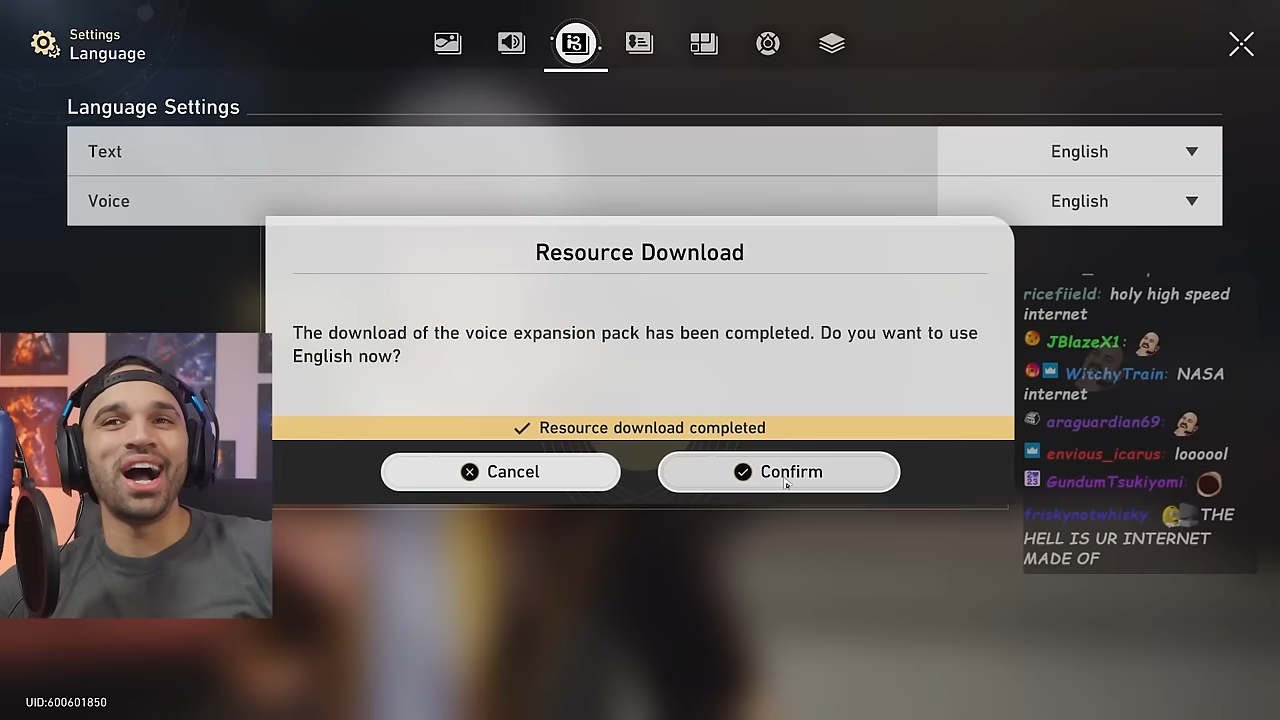 Settings
Language
Language Settings
Text English
Voice English
Resource Download
The download of the voice expansion pack has been completed. Do you want to use
English now?
Resource download completed
Cancel Confirm
ricefiield: holy high speed
internet
JBlazeX1:
WitchyTrain: NASA
internet
araguardian69:
envious_icarus: loooool
GundumTsukiyomi:
friskynotwhisky: THE
HELL IS UR INTERNET
MADE OF
UID:600601850